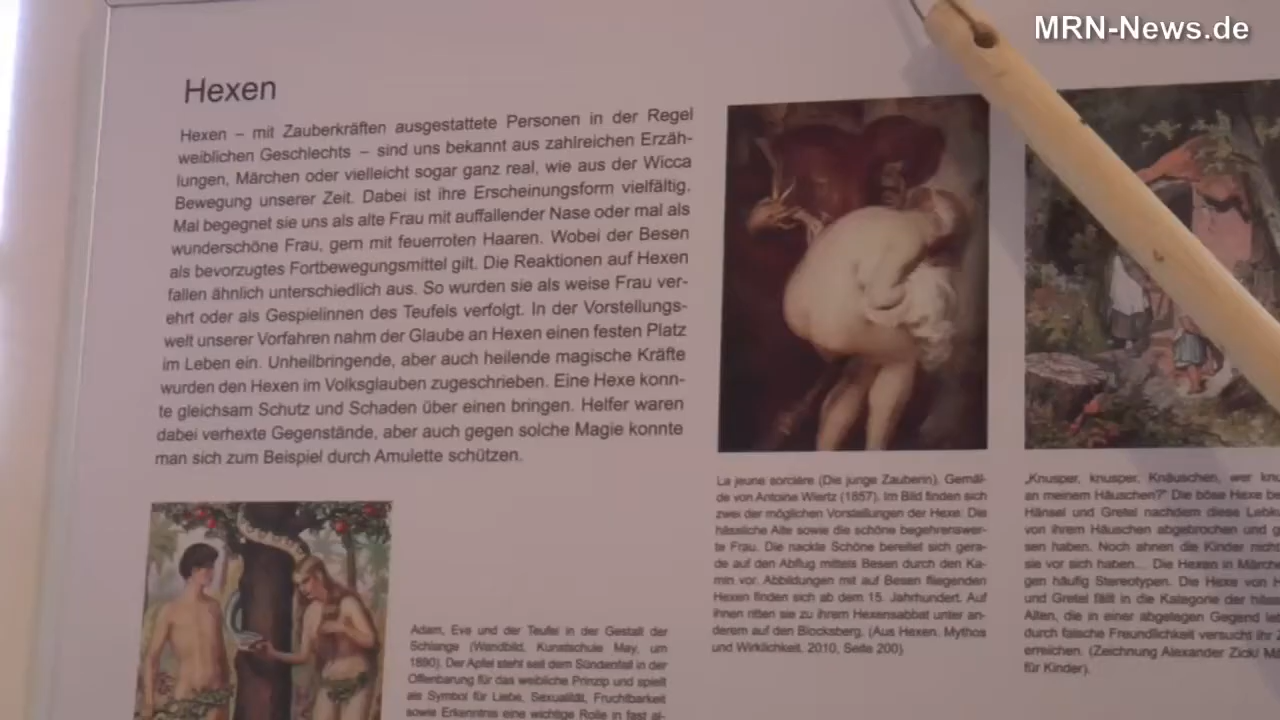 MRN-News.de
Hexen
Hexen – mit Zauberkräften ausgestattete Personen in der Regel
weiblichen Geschlechts – sind uns bekannt aus zahlreichen Erzäh-
lungen, Märchen oder vielleicht sogar ganz real, wie aus der Wicca
Bewegung unserer Zeit. Dabei ist ihre Erscheinungsform vielfältig.
Mal begegnet sie uns als alte Frau mit auffallender Nase oder mal als
wunderschöne Frau, gern mit feuerroten Haaren. Wobei der Besen
als bevorzugtes Fortbewegungsmittel gilt. Die Reaktionen auf Hexen
fallen ähnlich unterschiedlich aus. So wurden sie als weise Frau ver-
ehrt oder als Gespielinnen des Teufels verfolgt. In der Vorstellungs-
welt unserer Vorfahren nahm der Glaube an Hexen einen festen Platz
im Leben ein. Unheilbringende, aber auch heilende magische Kräfte
wurden den Hexen im Volksglauben zugeschrieben. Eine Hexe konn-
te gleichsam Schutz und Schaden über einen bringen. Helfer waren
dabei verhexte Gegenstände, aber auch gegen solche Magie konnte
man sich zum Beispiel durch Amulette schützen.
Adam, Eva und der Teufel in der Gestalt der
Schlange (Wandbild, Kunstschule May, um
1890). Der Apfel steht seit dem Sündenfall in der
Offenbarung für das weibliche Prinzip und spielt
als Symbol für Liebe, Sexualität, Fruchtbarkeit
sowie Erkenntnis eine wichtige Rolle in fast al-
La jeune sorcière (Die junge Zauberin). Gemäl-
de von Antoine Wiertz (1857). Im Bild finden sich
zwei der möglichen Vorstellungen der Hexe: Die
hässliche Alte sowie die schöne begehrenswer-
te Frau. Die nackte Schöne bereitet sich gera-
de auf den Abflug mittels Besen durch den Ka-
min vor. Abbildungen mit auf Besen fliegenden
Hexen finden sich ab dem 15. Jahrhundert. Auf
ihnen ritten sie zu ihrem Hexensabbat unter an-
derem auf den Blocksberg. (Aus Hexen. Mythos
und Wirklichkeit. 2010, Seite 200).
„Knusper, knusper, Knäuschen, wer knu
an meinem Häuschen?" Die böse Hexe be
Hänsel und Gretel nachdem diese Lebk
von ihrem Häuschen abgebrochen und g
sen haben. Noch ahnen die Kinder nicht
sie vor sich haben... Die Hexen in Märche
gen häufig Stereotypen. Die Hexe von H
und Gretel fällt in die Kategorie der häss
Alten, die in einer abgelegen Gegend le
durch falsche Freundlichkeit versucht ihr Z
erreichen. (Zeichnung Alexander Zick/ Mä
für Kinder).